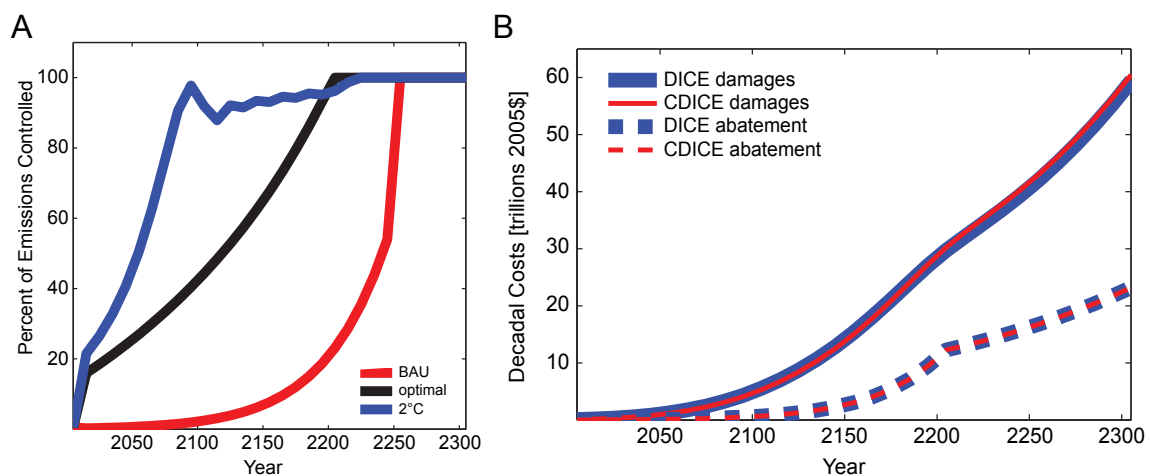 A
Percent of Emissions Controlled
100
80
60
40
20
BAU
optimal
2°C
2050 2100 2150 2200 2250 2300
Year
B
Decadal Costs [trillions 2005$]
60
50
40
30
20
10
DICE damages
CDICE damages
DICE abatement
CDICE abatement
2050 2100 2150 2200 2250 2300
Year